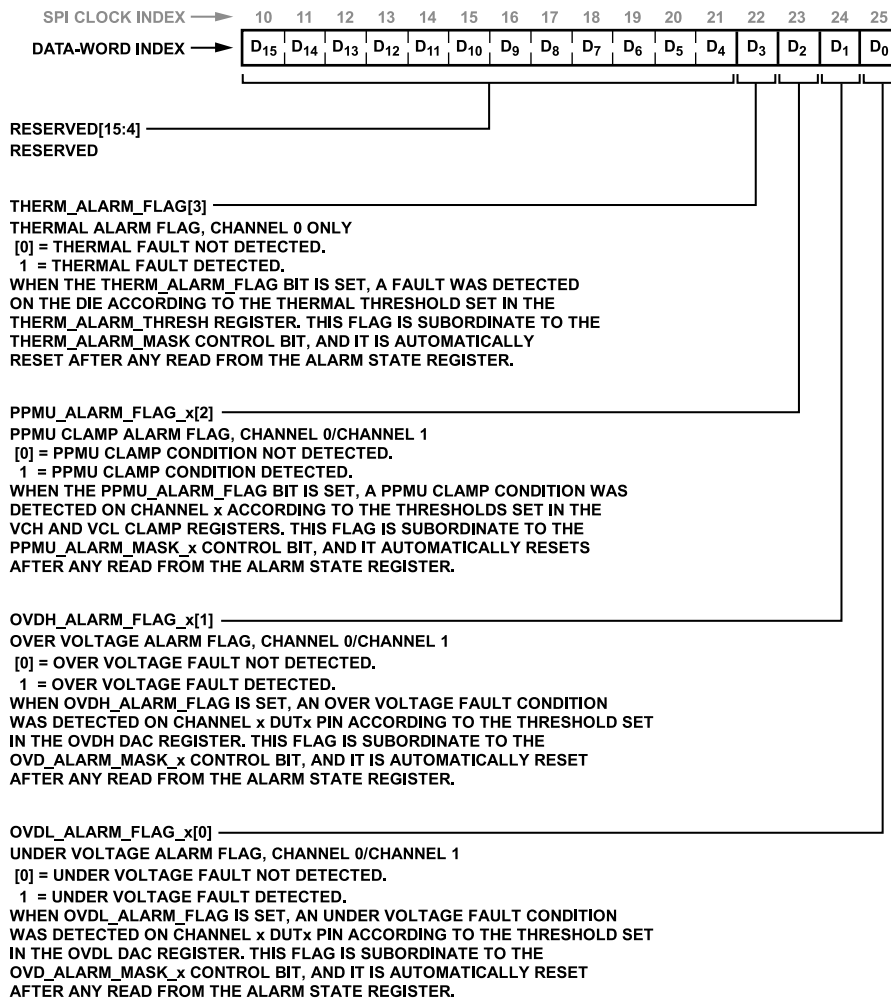 SPI CLOCK INDEX 10 11 12 13 14 15 16 17 18 19 20 21 22 23 24 25
DATA-WORD INDEX D15 D14 D13 D12 D11 D10 D9 D8 D7 D6 D5 D4 D3 D2 D1 D0
RESERVED[15:4]
RESERVED
THERM_ALARM_FLAG[3]
THERMAL ALARM FLAG, CHANNEL 0 ONLY
[0] = THERMAL FAULT NOT DETECTED.
1 = THERMAL FAULT DETECTED.
WHEN THE THERM_ALARM_FLAG BIT IS SET, A FAULT WAS DETECTED
ON THE DIE ACCORDING TO THE THERMAL THRESHOLD SET IN THE
THERM_ALARM_THRESH REGISTER. THIS FLAG IS SUBORDINATE TO THE
THERM_ALARM_MASK CONTROL BIT, AND IT IS AUTOMATICALLY
RESET AFTER ANY READ FROM THE ALARM STATE REGISTER.
PPMU_ALARM_FLAG_x[2]
PPMU CLAMP ALARM FLAG, CHANNEL 0/CHANNEL 1
[0] = PPMU CLAMP CONDITION NOT DETECTED.
1 = PPMU CLAMP CONDITION DETECTED.
WHEN THE PPMU_ALARM_FLAG BIT IS SET, A PPMU CLAMP CONDITION WAS
DETECTED ON CHANNEL x ACCORDING TO THE THRESHOLDS SET IN THE
VCH AND VCL CLAMP REGISTERS. THIS FLAG IS SUBORDINATE TO THE
PPMU_ALARM_MASK_x CONTROL BIT, AND IT AUTOMATICALLY RESETS
AFTER ANY READ FROM THE ALARM STATE REGISTER.
OVDH_ALARM_FLAG_x[1]
OVER VOLTAGE ALARM FLAG, CHANNEL 0/CHANNEL 1
[0] = OVER VOLTAGE FAULT NOT DETECTED.
1 = OVER VOLTAGE FAULT DETECTED.
WHEN OVDH_ALARM_FLAG IS SET, AN OVER VOLTAGE FAULT CONDITION
WAS DETECTED ON CHANNEL x DUTx PIN ACCORDING TO THE THRESHOLD SET
IN THE OVDH DAC REGISTER. THIS FLAG IS SUBORDINATE TO THE
OVD_ALARM_MASK_x CONTROL BIT, AND IT IS AUTOMATICALLY RESET
AFTER ANY READ FROM THE ALARM STATE REGISTER.
OVDL_ALARM_FLAG_x[0]
UNDER VOLTAGE ALARM FLAG, CHANNEL 0/CHANNEL 1
[0] = UNDER VOLTAGE FAULT NOT DETECTED.
1 = UNDER VOLTAGE FAULT DETECTED.
WHEN OVDL_ALARM_FLAG IS SET, AN UNDER VOLTAGE FAULT CONDITION
WAS DETECTED ON CHANNEL x DUTx PIN ACCORDING TO THE THRESHOLD SET
IN THE OVDL DAC REGISTER. THIS FLAG IS SUBORDINATE TO THE
OVD_ALARM_MASK_x CONTROL BIT, AND IT IS AUTOMATICALLY RESET
AFTER ANY READ FROM THE ALARM STATE REGISTER.